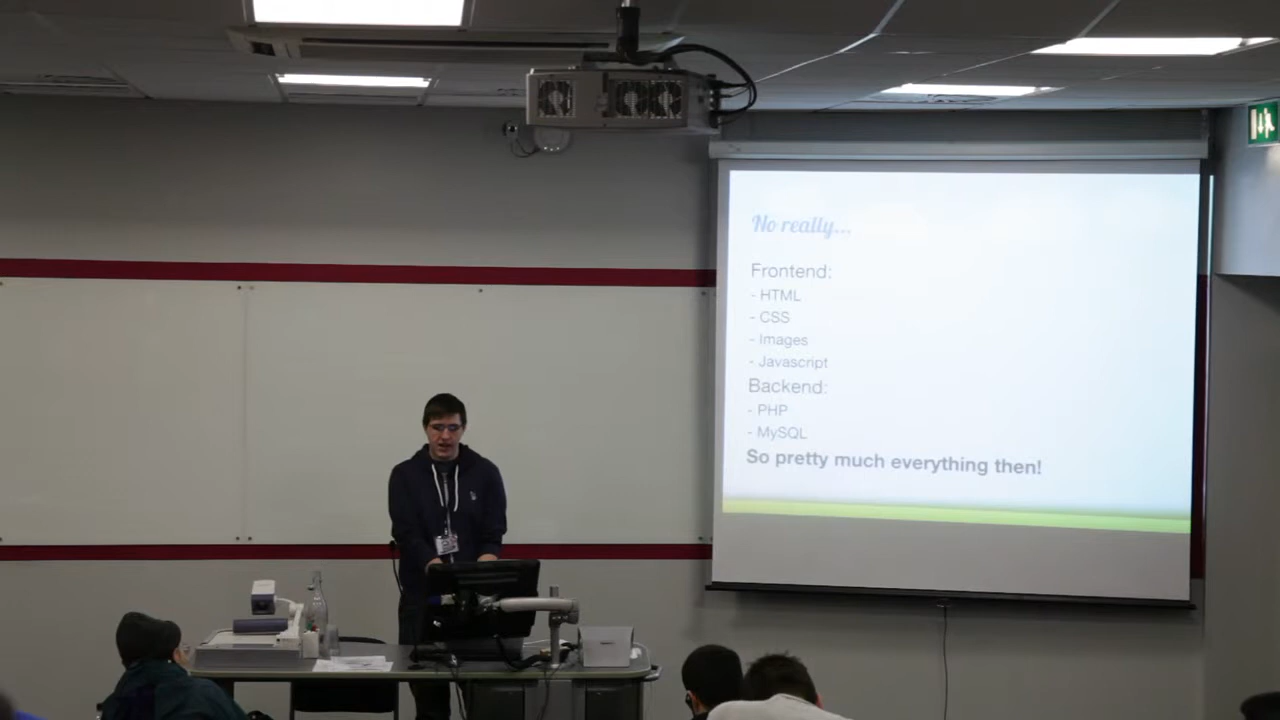 No really...
Frontend:
- HTML
- CSS
- Images
- Javascript
Backend:
- PHP
- MySQL
So pretty much everything then!